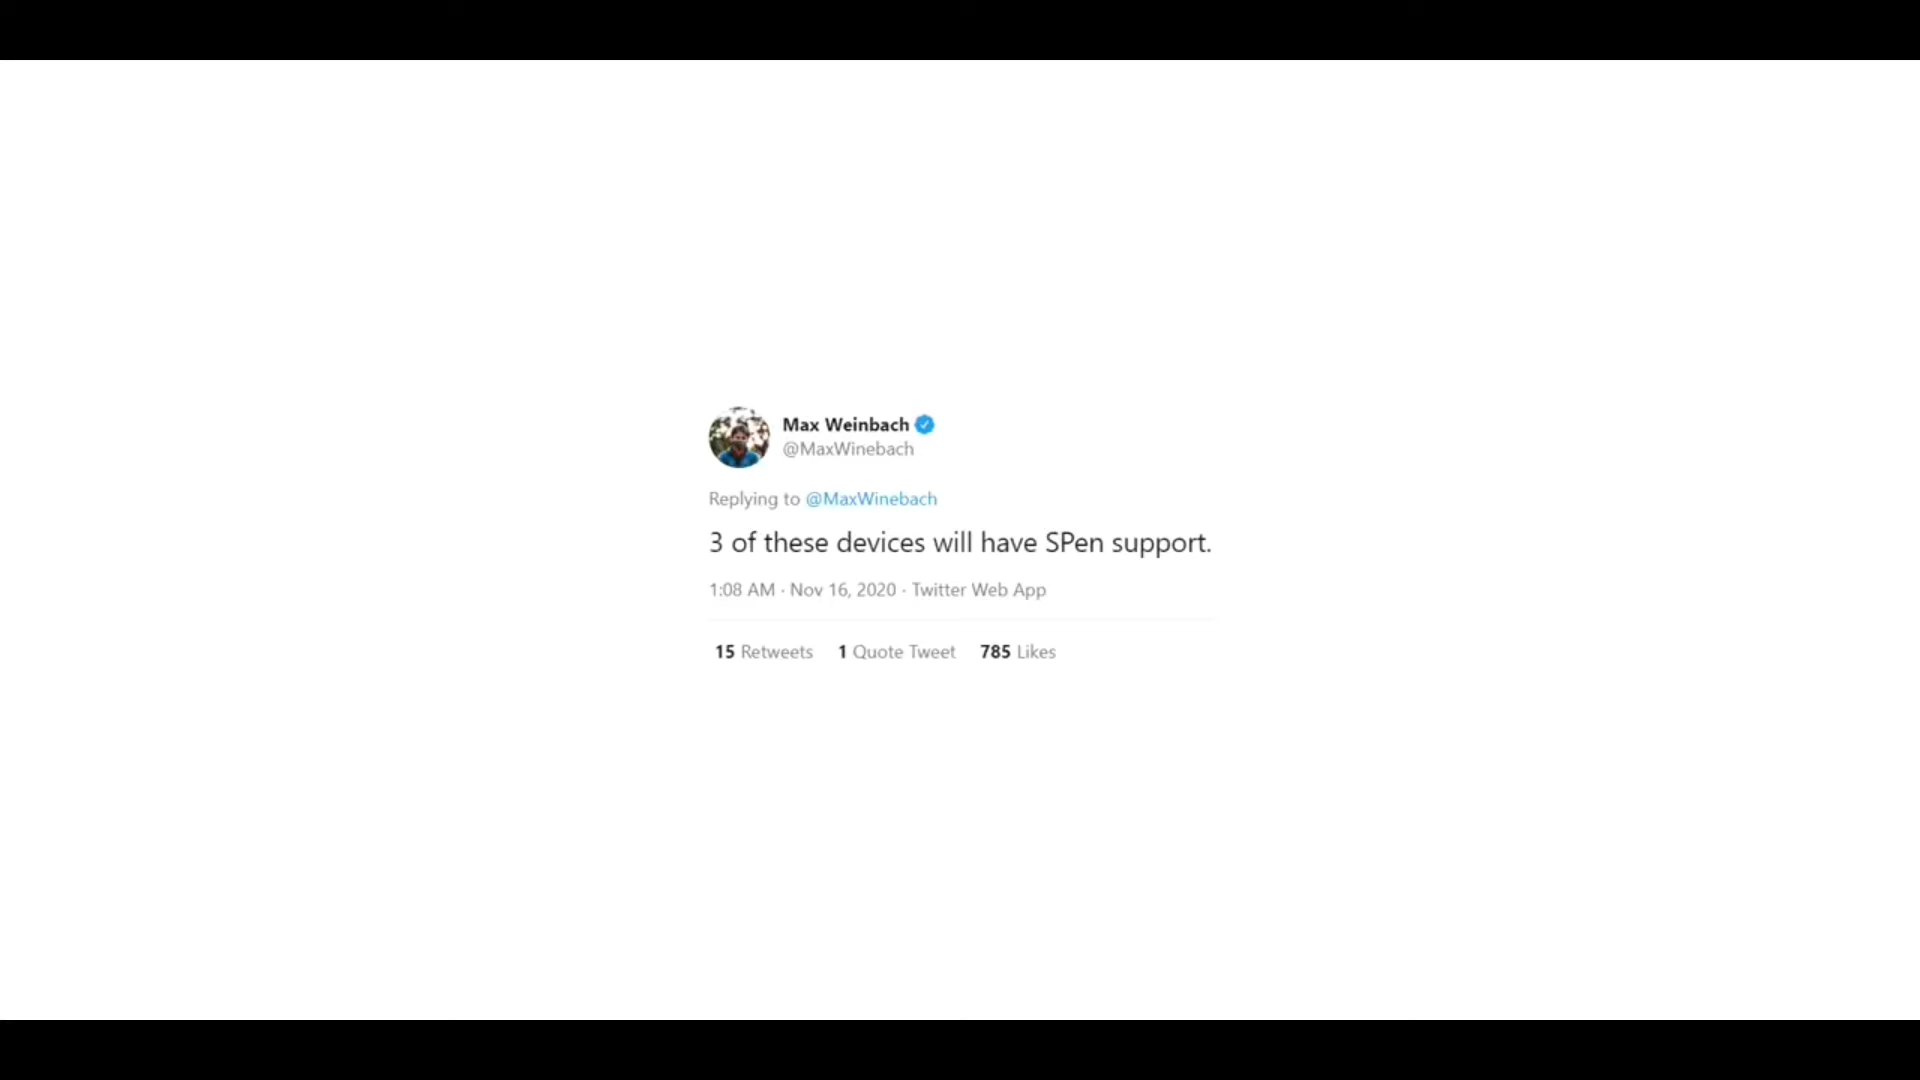 Max Weinbach
@MaxWinebach
Replying to @MaxWinebach
3 of these devices will have SPen support.
1:08 AM · Nov 16, 2020 · Twitter Web App
15 Retweets 1 Quote Tweet 785 Likes